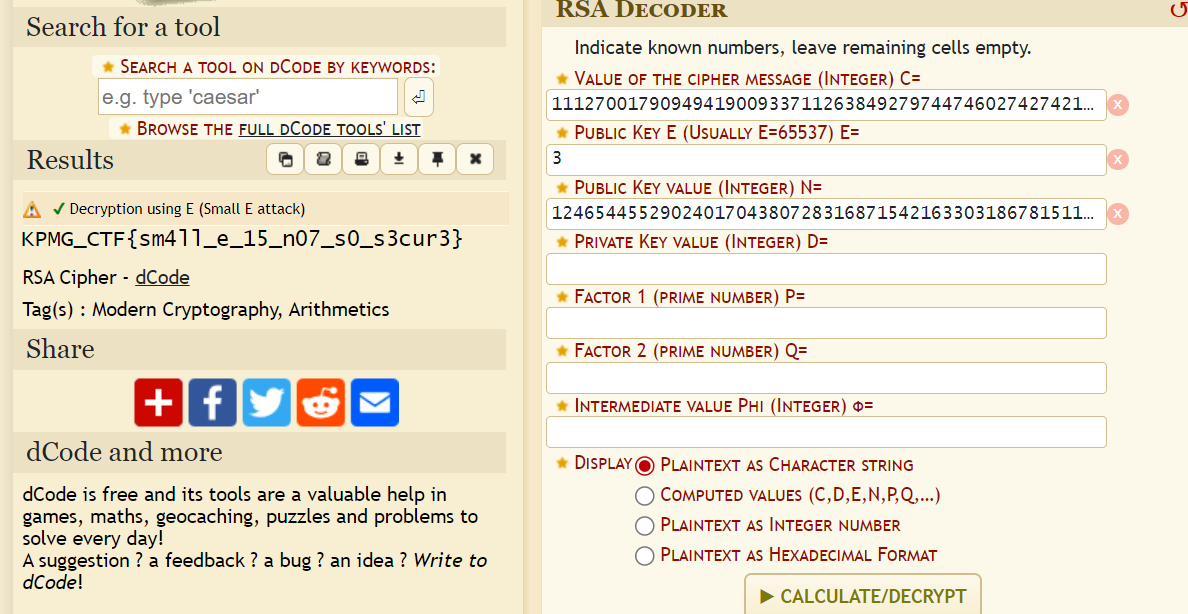 Search for a tool
SEARCH A TOOL ON DCODE BY KEYWORDS:
e.g. type 'caesar'
BROWSE THE FULL DCODE TOOLS' LIST
Results
Decryption using E (Small E attack)
KPMG_CTF{sm4ll_e_15_n07_s0_s3cur3}
RSA Cipher - dCode
Tag(s) : Modern Cryptography, Arithmetics
Share
dCode and more
dCode is free and its tools are a valuable help in
games, maths, geocaching, puzzles and problems to
solve every day!
A suggestion ? a feedback ? a bug ? an idea ? Write to
dCode!
RSA DECODER
Indicate known numbers, leave remaining cells empty.
VALUE OF THE CIPHER MESSAGE (INTEGER) C=
11127001790949419009337112638492797447460274274​21...
PUBLIC KEY E (USUALLY E=65537) E=
3
PUBLIC KEY VALUE (INTEGER) N=
124654455290240170438072831687154216330318678151​1...
PRIVATE KEY VALUE (INTEGER) D=
FACTOR 1 (PRIME NUMBER) P=
FACTOR 2 (PRIME NUMBER) Q=
INTERMEDIATE VALUE PHI (INTEGER) Φ=
DISPLAY PLAINTEXT AS CHARACTER STRING
COMPUTED VALUES (C,D,E,N,P,Q,...)
PLAINTEXT AS INTEGER NUMBER
PLAINTEXT AS HEXADECIMAL FORMAT
CALCULATE/DECRYPT